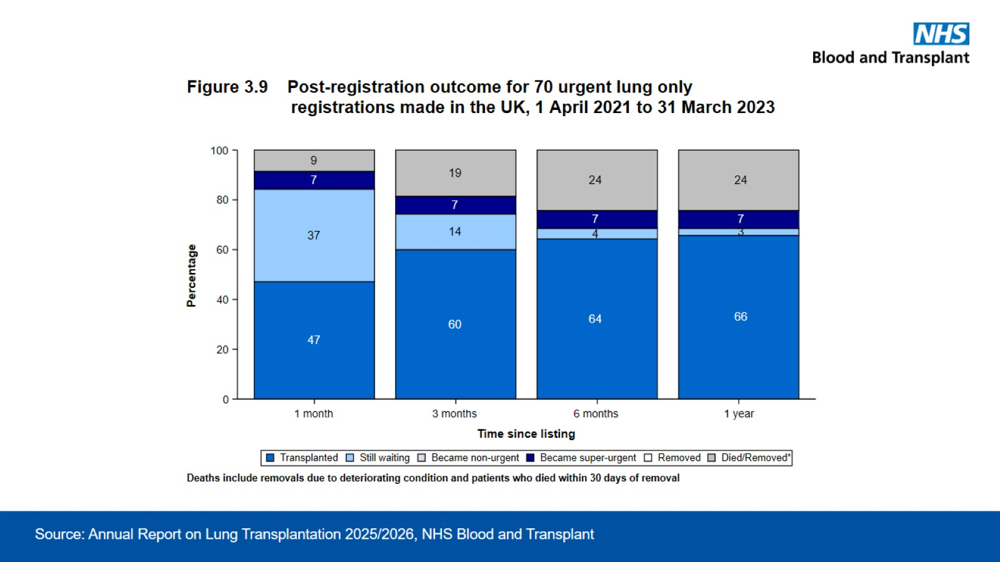 NHS
Blood and Transplant
Figure 3.9 Post-registration outcome for 70 urgent lung only
registrations made in the UK, 1 April 2021 to 31 March 2023
Percentage
100
80
60
40
20
0
9
7
37
47
19
7
14
60
24
7
4
64
24
7
3
66
1 month
3 months
6 months
1 year
Time since listing
Transplanted Still waiting Became non-urgent Became super-urgent Removed Died/Removed*
Deaths include removals due to deteriorating condition and patients who died within 30 days of removal
Source: Annual Report on Lung Transplantation 2025/2026, NHS Blood and Transplant